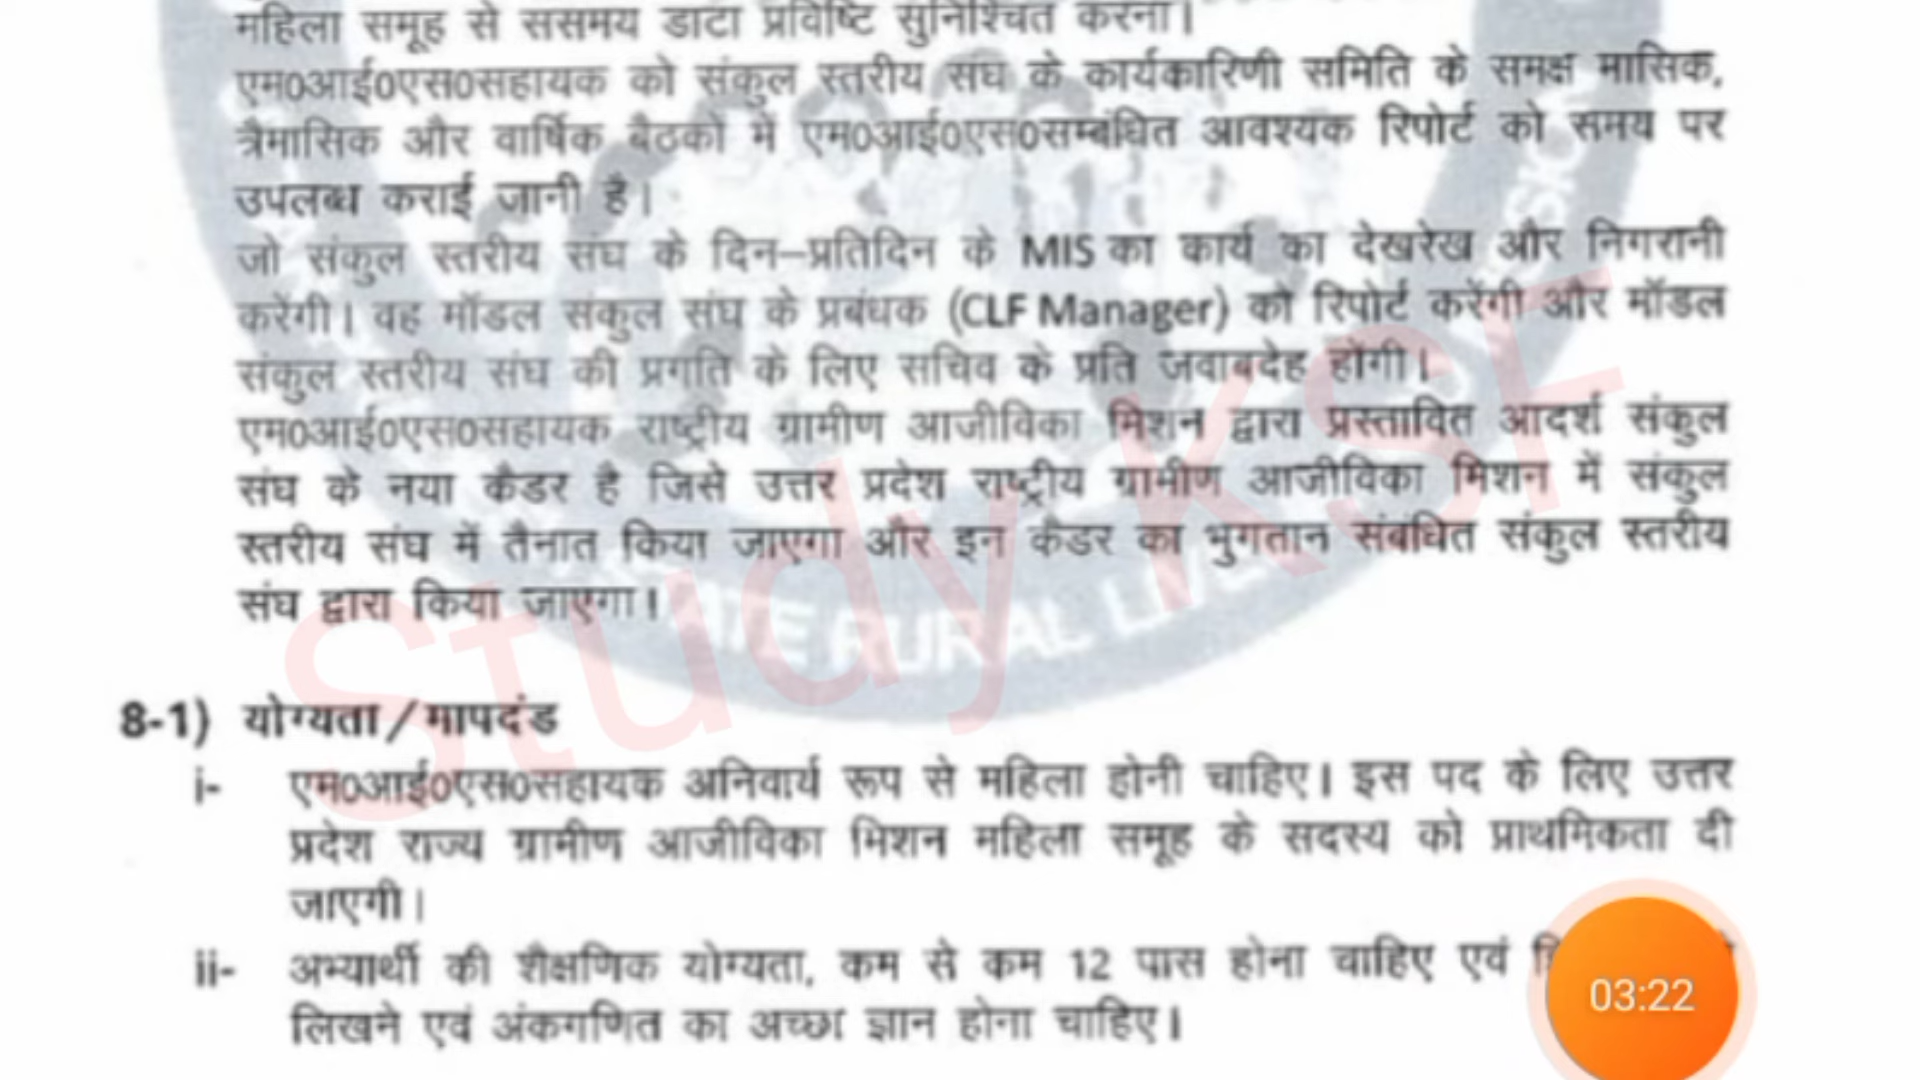 महिला समूह से ससमय डाटा प्रविष्टि सुनिश्चित करना।
एम0आई0एस0सहायक को संकुल स्तरीय संघ के कार्यकारिणी समिति के समक्ष मासिक,
त्रैमासिक और वार्षिक बैठकों में एम0आई0एस0सम्बंधित आवश्यक रिपोर्ट को समय पर
उपलब्ध कराई जानी है।
जो संकुल स्तरीय संघ के दिन–प्रतिदिन के MIS का कार्य का देखरेख और निगरानी
करेंगी। वह मॉडल संकुल संघ के प्रबंधक (CLF Manager) को रिपोर्ट करेंगी और मॉडल
संकुल स्तरीय संघ की प्रगति के लिए सचिव के प्रति जवाबदेह होंगी।
एम0आई0एस0सहायक राष्ट्रीय ग्रामीण आजीविका मिशन द्वारा प्रस्तावित आदर्श संकुल
संघ के नया कैडर है जिसे उत्तर प्रदेश राष्ट्रीय ग्रामीण आजीविका मिशन में संकुल
स्तरीय संघ में तैनात किया जाएगा और इन कैडर का भुगतान संबंधित संकुल स्तरीय
संघ द्वारा किया जाएगा।
RURAL
Study KSF
8-1) योग्यता/मापदंड
i- एम0आई0एस0सहायक अनिवार्य रूप से महिला होनी चाहिए। इस पद के लिए उत्तर
प्रदेश राज्य ग्रामीण आजीविका मिशन महिला समूह के सदस्य को प्राथमिकता दी
जाएगी।
ii- अभ्यार्थी की शैक्षणिक योग्यता, कम से कम 12 पास होना चाहिए एवं
लिखने एवं अंकगणित का अच्छा ज्ञान होना चाहिए।
03:22